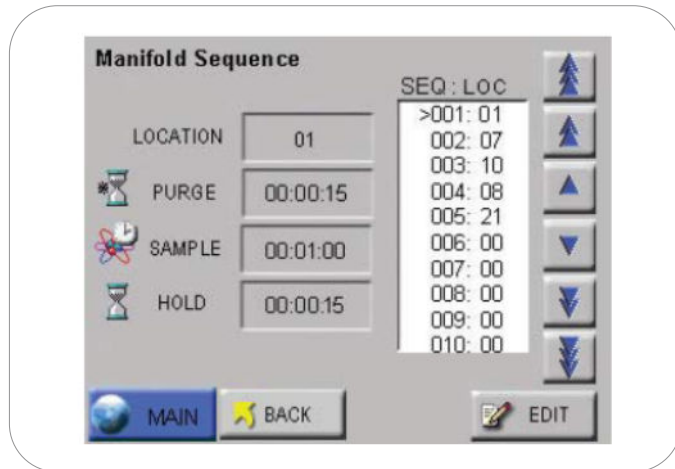 Manifold Sequence
SEQ: LOC
LOCATION 01
PURGE 00:00:15
SAMPLE 00:01:00
HOLD 00:00:15
>001: 01
002: 07
003: 10
004: 08
005: 21
006: 00
007: 00
008: 00
009: 00
010: 00
MAIN BACK EDIT